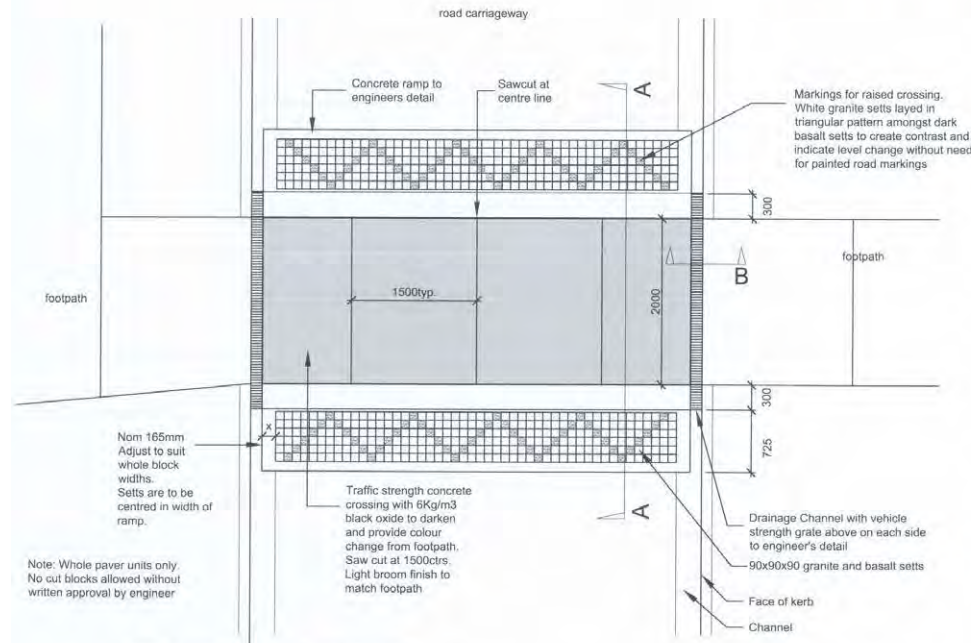 road carriageway
Concrete ramp to
engineers detail
Sawcut at
centre line
A
Markings for raised crossing.
White granite setts layed in
triangular pattern amongst dark
basalt setts to create contrast and
indicate level change without need
for painted road markings
300
footpath
footpath
B
1500typ.
2000
300
x
725
Nom 165mm
Adjust to suit
whole block
widths.
Setts are to be
centred in width of
ramp.
Traffic strength concrete
crossing with 6Kg/m3
black oxide to darken
and provide colour
change from footpath.
Saw cut at 1500ctrs.
Light broom finish to
match footpath
A
Drainage Channel with vehicle
strength grate above on each side
to engineer's detail
90x90x90 granite and basalt setts
Face of kerb
Channel
Note: Whole paver units only.
No cut blocks allowed without
written approval by engineer